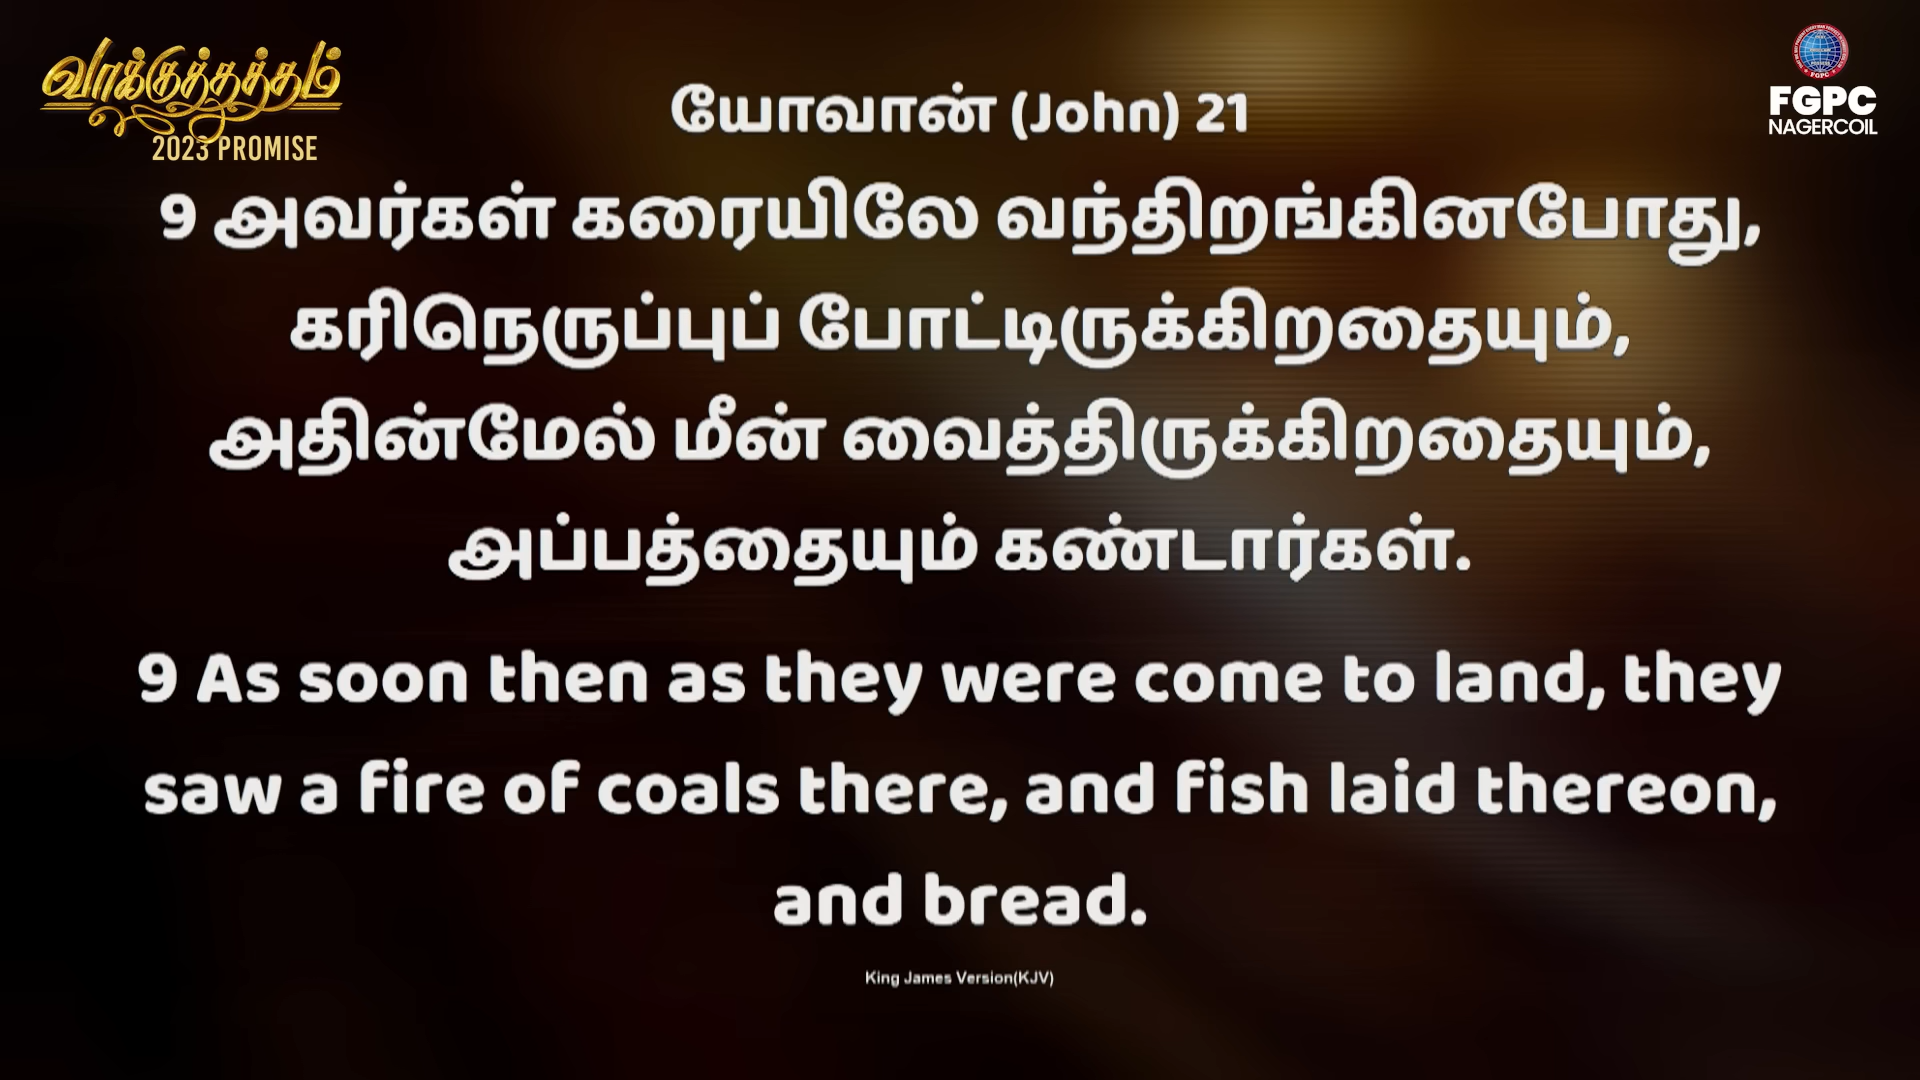 வாக்குத்தத்தம்
2023 PROMISE
FGPC
NAGERCOIL
யோவான் (John) 21
9 அவர்கள் கரையிலே வந்திறங்கினபோது,
கரிநெருப்புப் போட்டிருக்கிறதையும்,
அதின்மேல் மீன் வைத்திருக்கிறதையும்,
அப்பத்தையும் கண்டார்கள்.
9 As soon then as they were come to land, they
saw a fire of coals there, and fish laid thereon,
and bread.
King James Version(KJV)